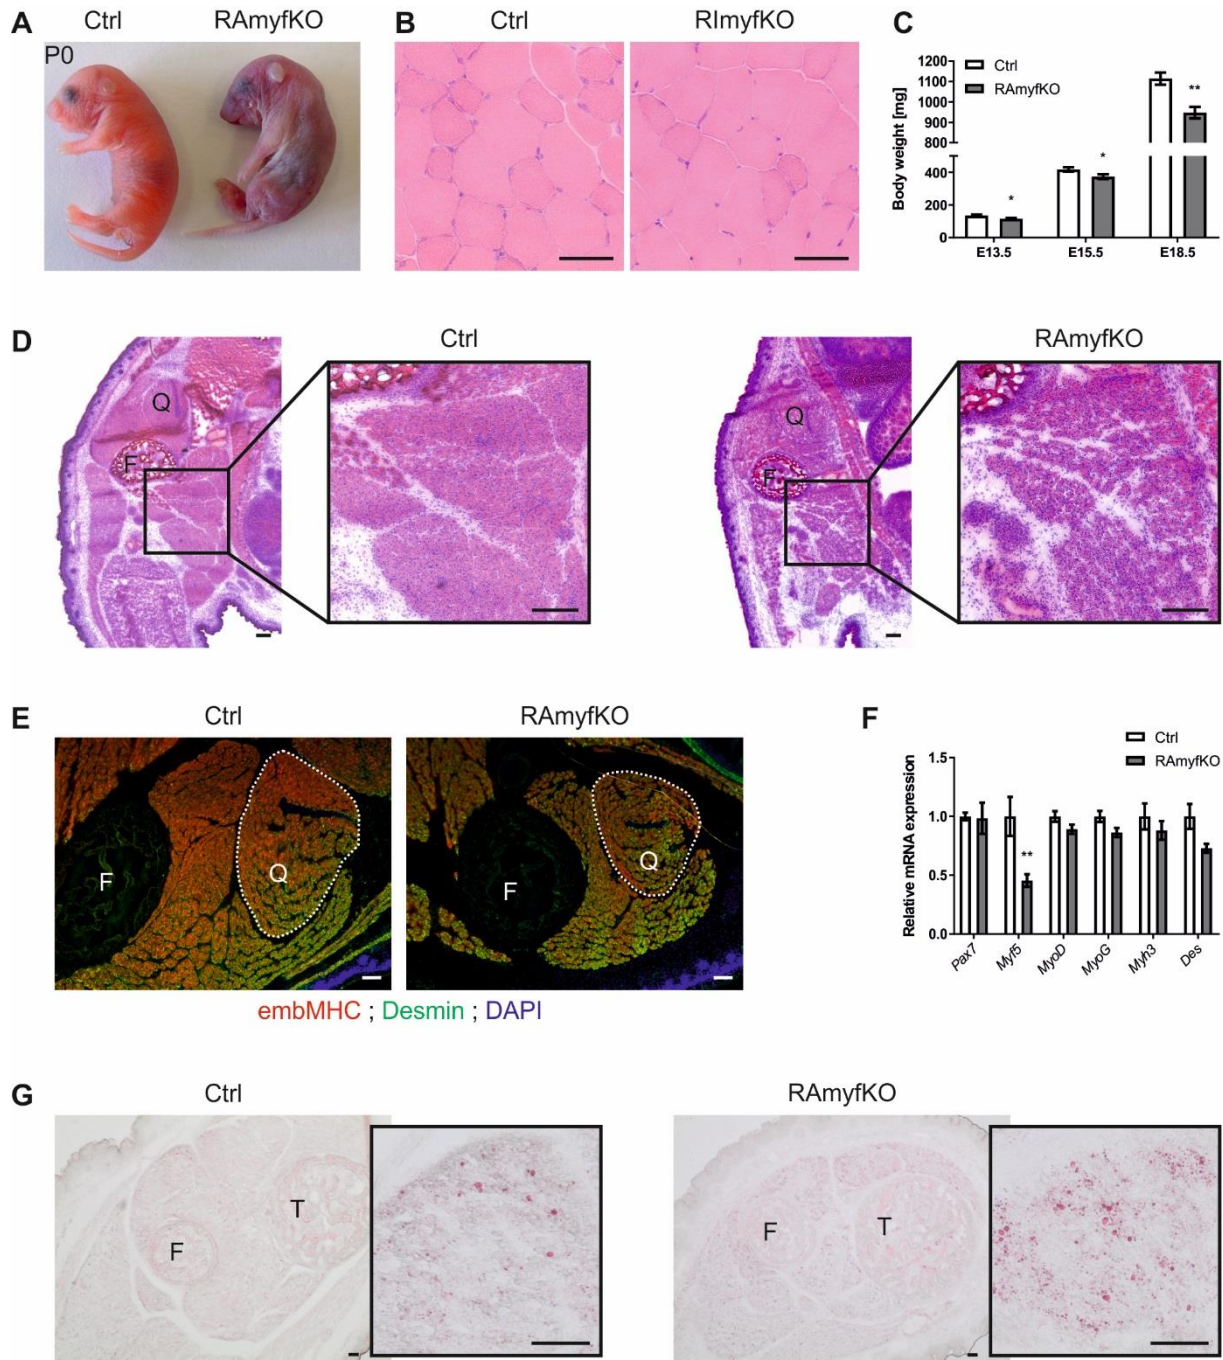 A Ctrl RAmyfKO
P0
B Ctrl RImyfKO
C
Ctrl
RAmyfKO
Body weight [mg]
1200
1100
1000
900
800
400
200
0
*
*
**
E13.5 E15.5 E18.5
D Ctrl RAmyfKO
Q
F
Q
F
E Ctrl RAmyfKO
F
Q
F
Q
embMHC ; Desmin ; DAPI
F
Ctrl
RAmyfKO
Relative mRNA expression
1.5
1.0
0.5
0.0
**
Pax7 Myf5 MyoD MyoG Myh3 Des
G Ctrl RAmyfKO
F T
F T